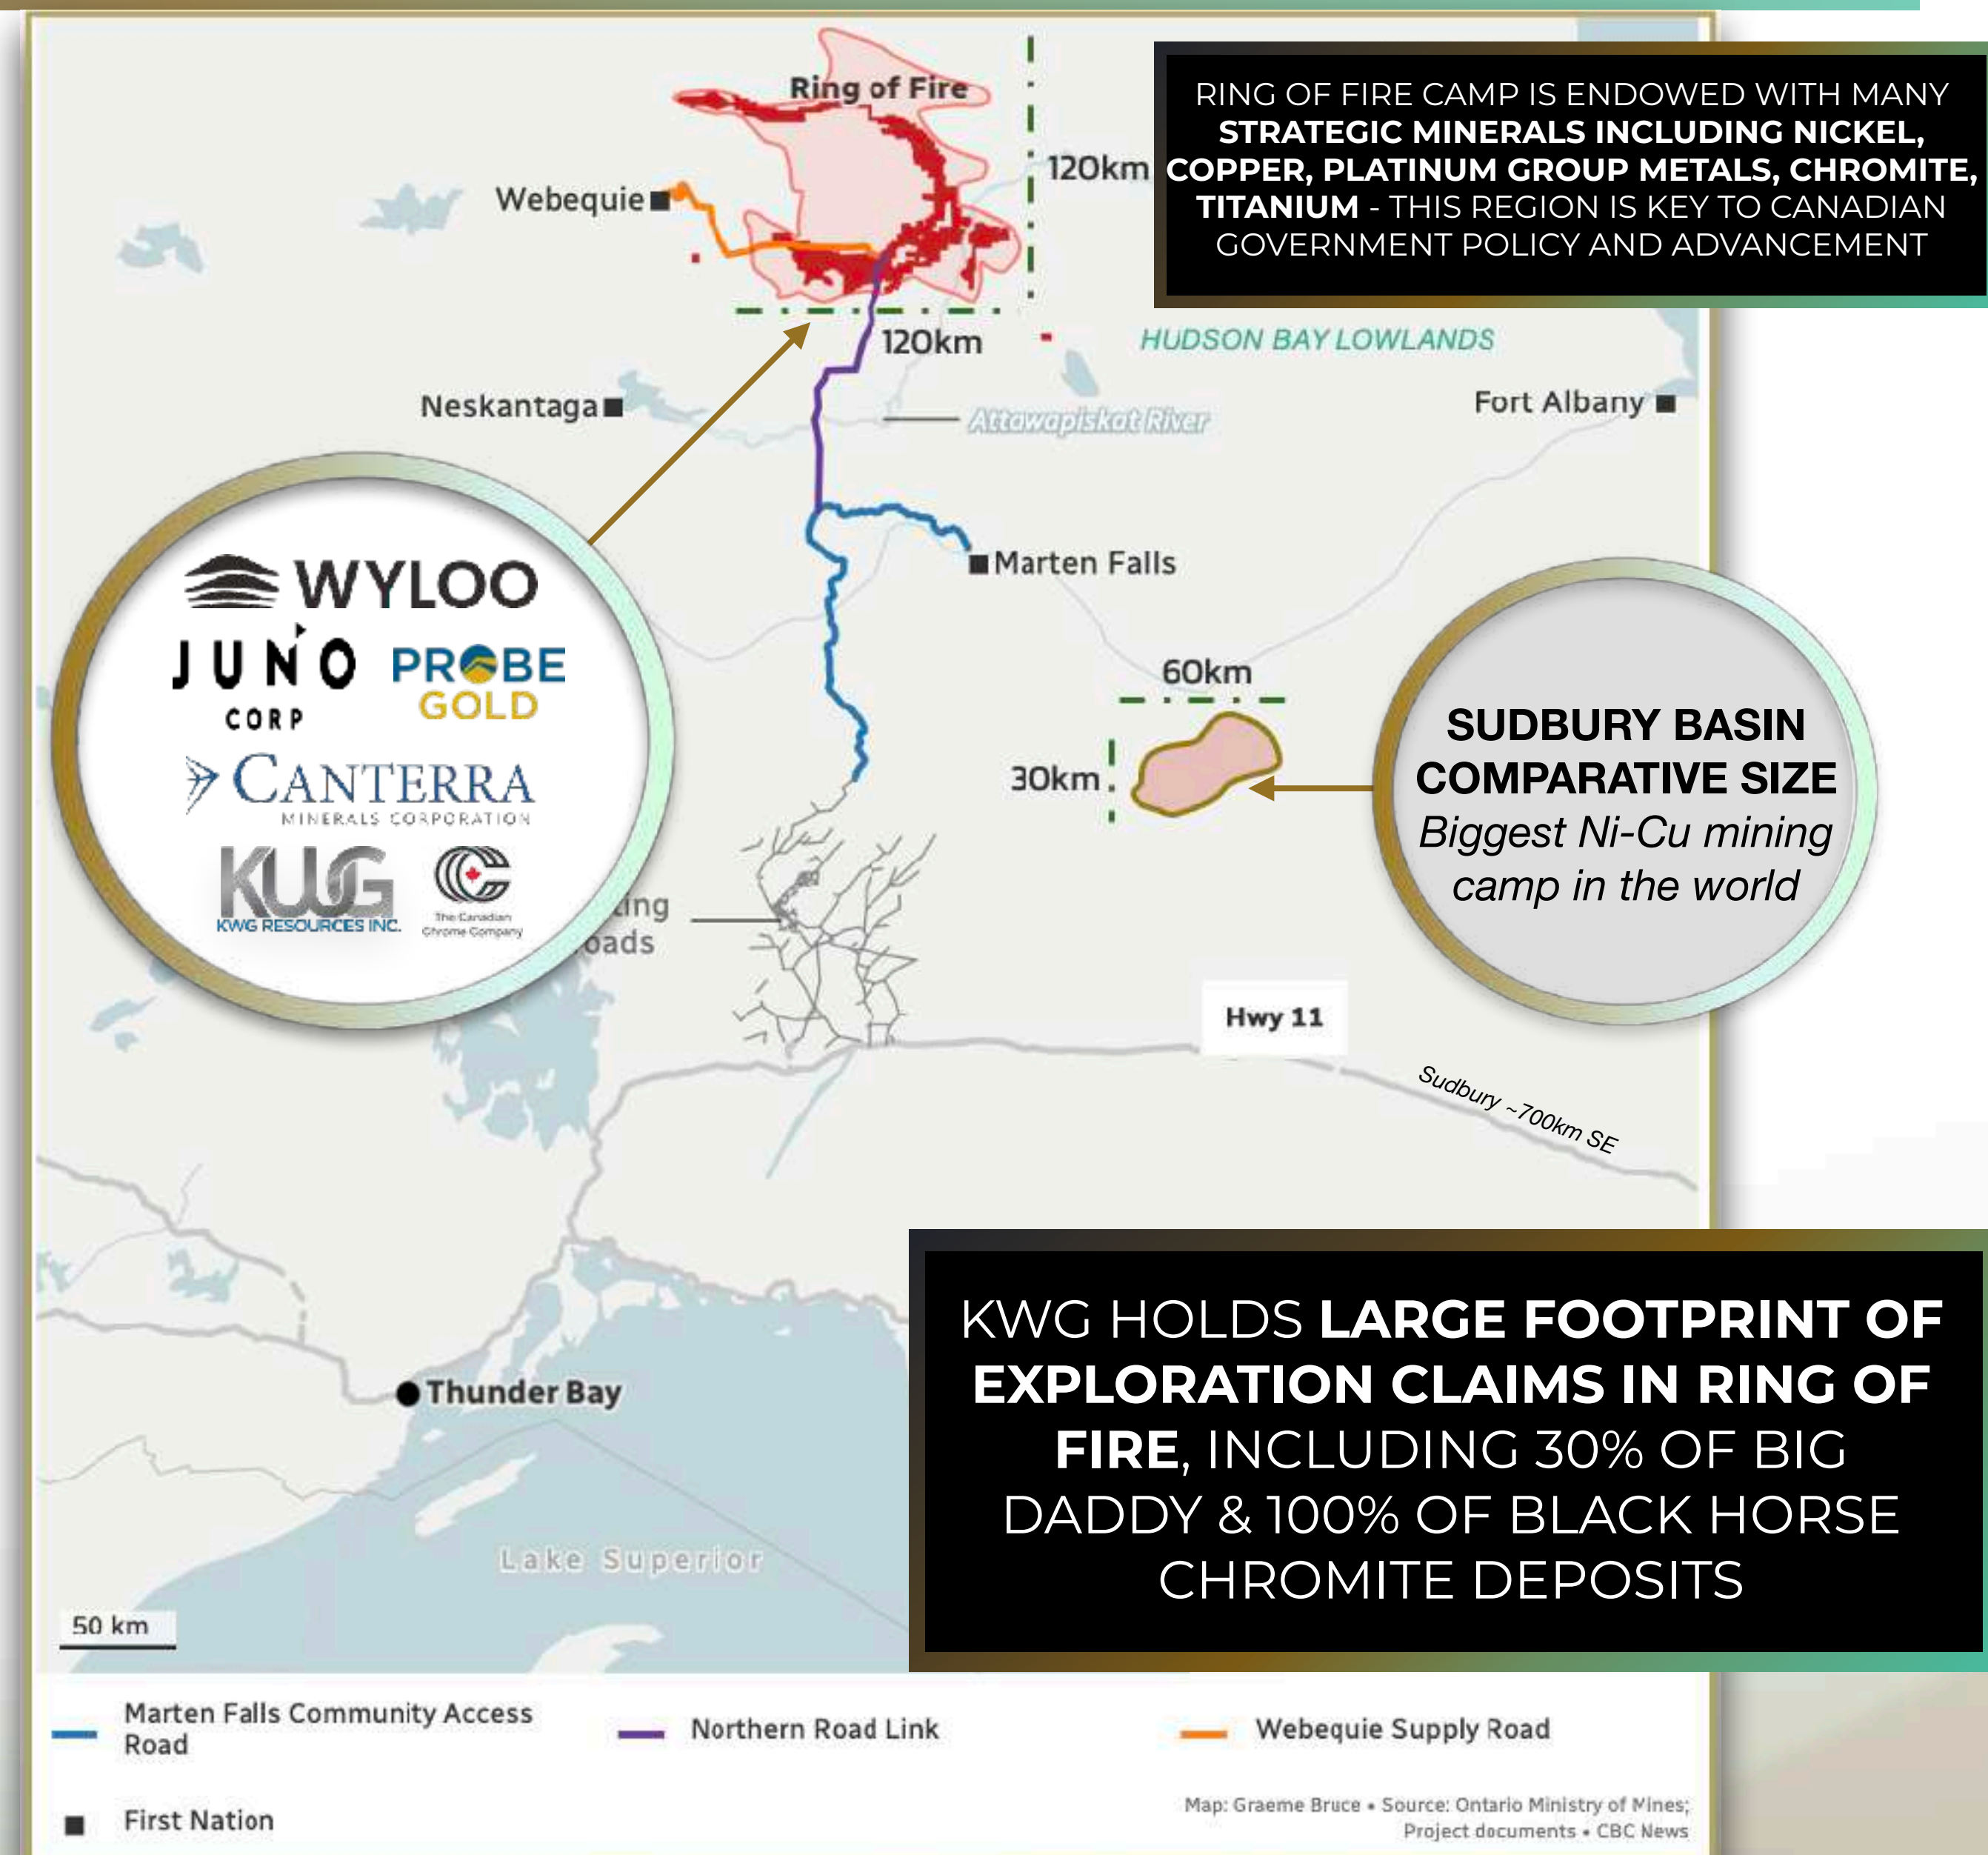 Ring of Fire
RING OF FIRE CAMP IS ENDOWED WITH MANY
STRATEGIC MINERALS INCLUDING NICKEL,
COPPER, PLATINUM GROUP METALS, CHROMITE,
TITANIUM - THIS REGION IS KEY TO CANADIAN
GOVERNMENT POLICY AND ADVANCEMENT
120km
Webequie
120km
HUDSON BAY LOWLANDS
Neskantaga
Attawapiskat River
Fort Albany
Marten Falls
WYLOO
JUNO
CORP
PROBE
GOLD
CANTERRA
MINERALS CORPORATION
KWG
KWG RESOURCES INC.
The Canadian
Chrome Company
60km
30km
SUDBURY BASIN
COMPARATIVE SIZE
Biggest Ni-Cu mining
camp in the world
ting
oads
Hwy 11
Sudbury ~700km SE
Thunder Bay
KWG HOLDS LARGE FOOTPRINT OF
EXPLORATION CLAIMS IN RING OF
FIRE, INCLUDING 30% OF BIG
DADDY & 100% OF BLACK HORSE
CHROMITE DEPOSITS
Lake Superior
50 km
Marten Falls Community Access
Road
Northern Road Link
Webequie Supply Road
First Nation
Map: Graeme Bruce • Source: Ontario Ministry of Mines;
Project documents • CBC News